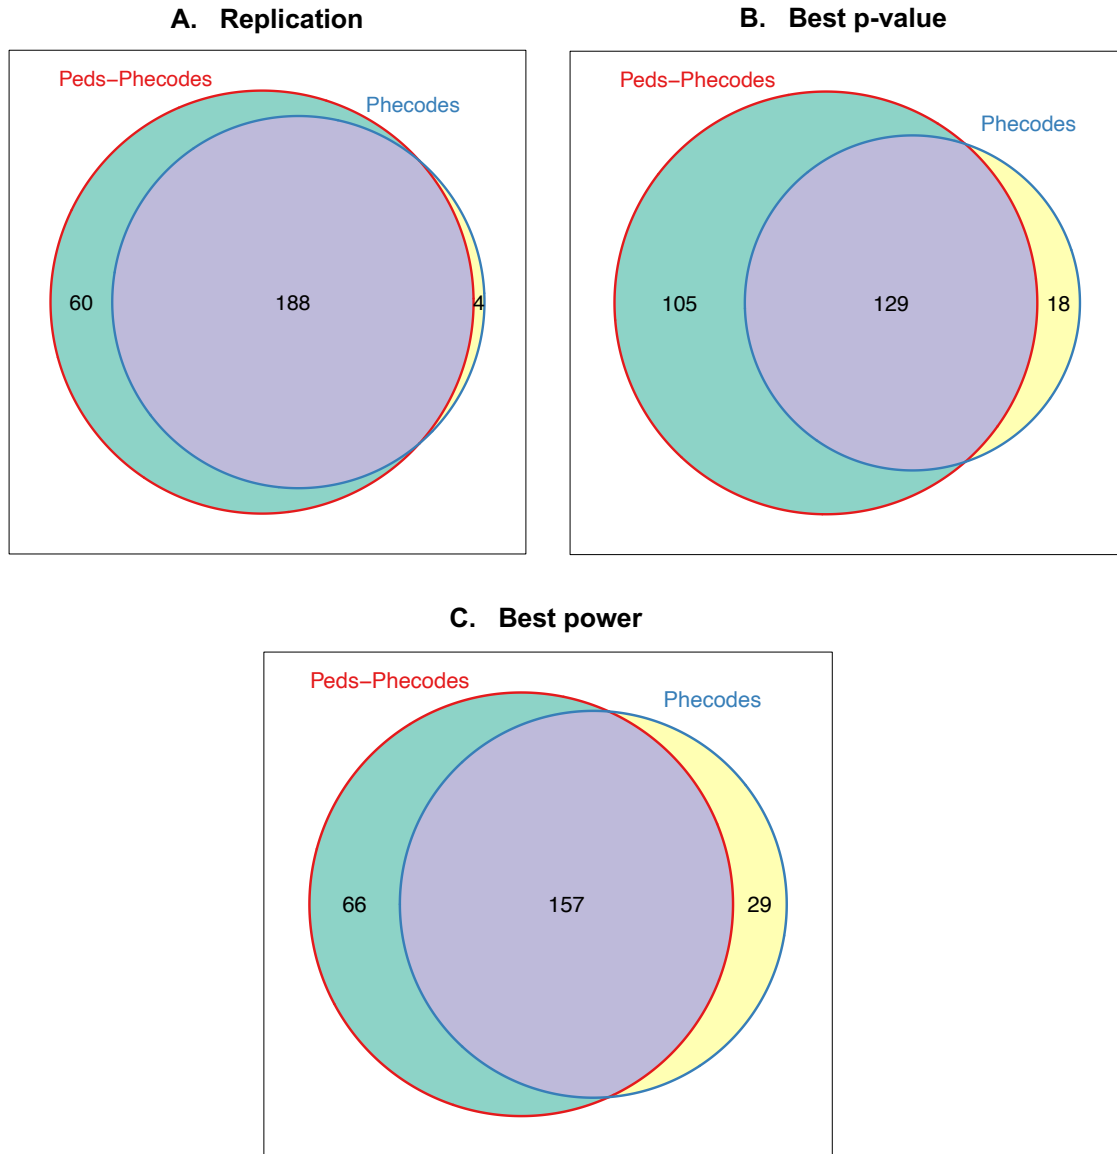 A. Replication
Peds–Phecodes
Phecodes
60
188
4
B. Best p-value
Peds–Phecodes
Phecodes
105
129
18
C. Best power
Peds–Phecodes
Phecodes
66
157
29